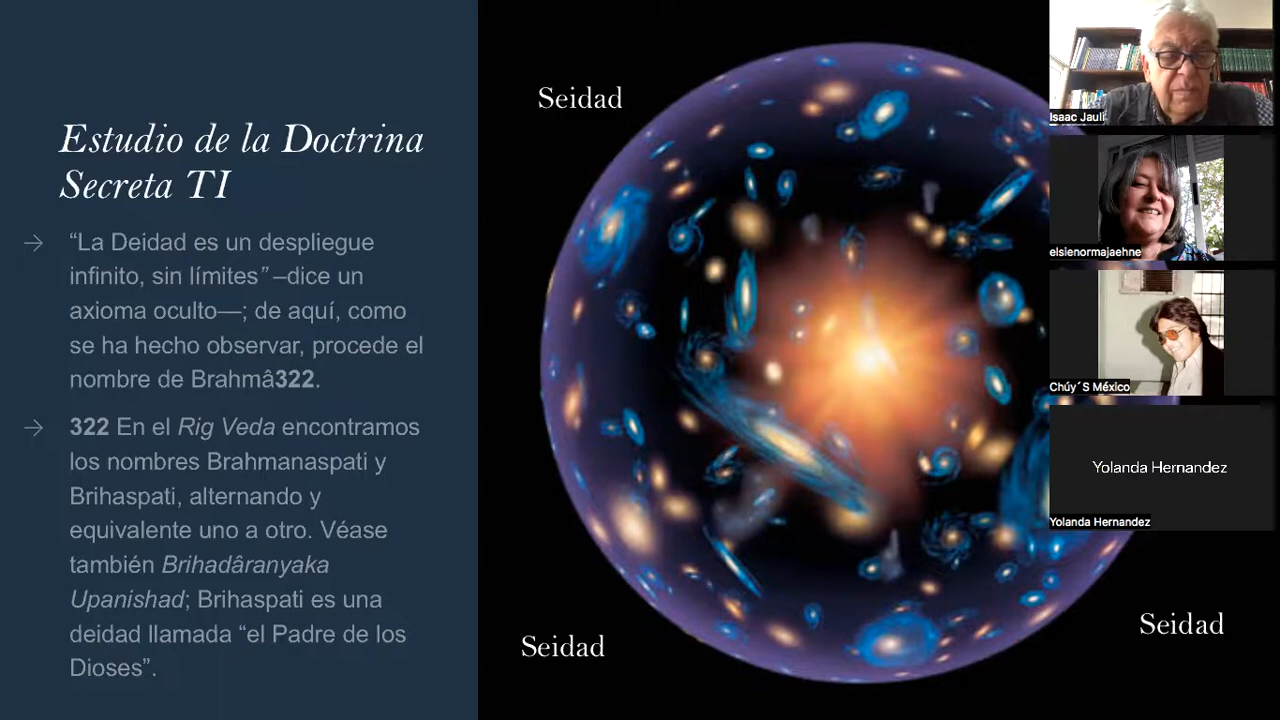 Estudio de la Doctrina
Secreta TI
“La Deidad es un despliegue
infinito, sin límites” –dice un
axioma oculto—; de aquí, como
se ha hecho observar, procede el
nombre de Brahmâ322.
322 En el Rig Veda encontramos
los nombres Brahmanaspati y
Brihaspati, alternando y
equivalente uno a otro. Véase
también Brihadâranyaka
Upanishad; Brihaspati es una
deidad llamada “el Padre de los
Dioses”.
Seidad
Seidad
Seidad
Isaac Jauli
elsienormajaehne
Chúy´S México
Yolanda Hernandez
Yolanda Hernandez